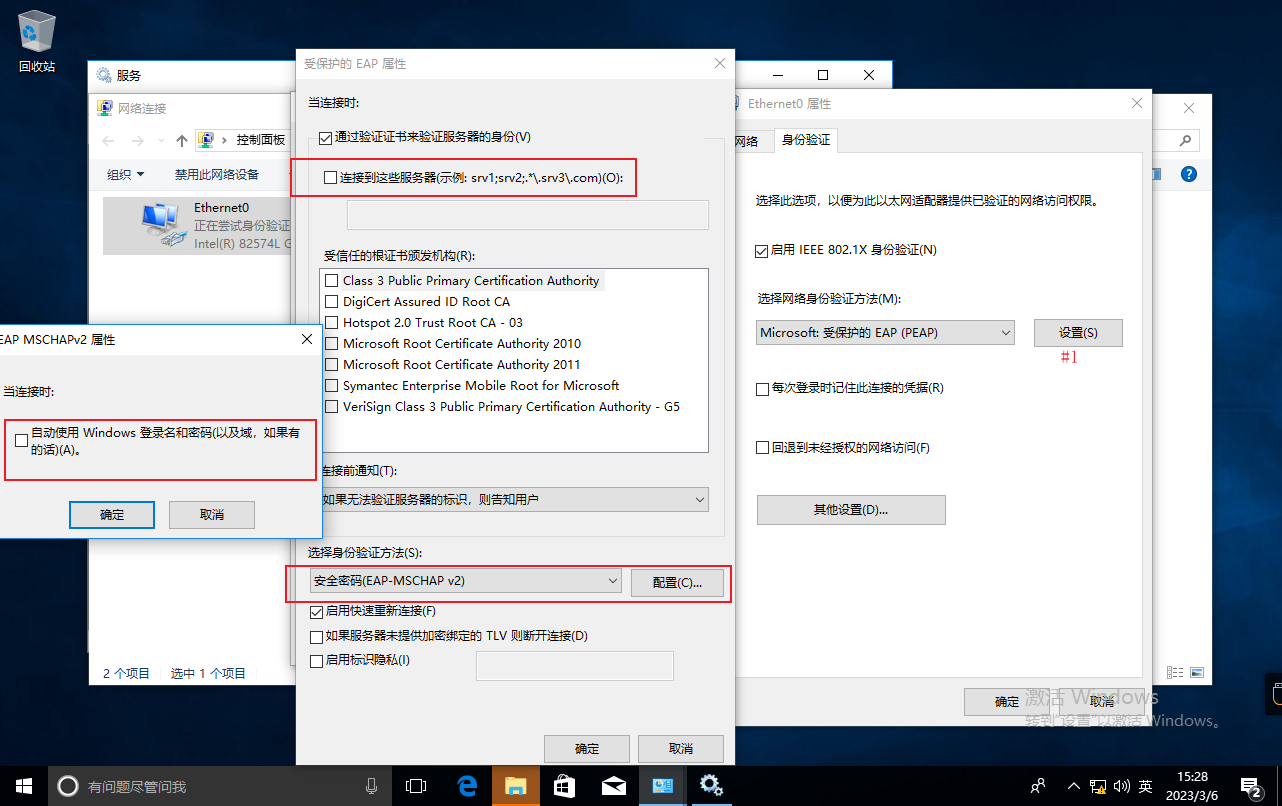 回收站
服务
网络连接
控制面板
组织
禁用此网络设备
Ethernet0
正在尝试身份验证
Intel(R) 82574L G
2 个项目
选中 1 个项目
EAP MSCHAPv2 属性
当连接时:
自动使用 Windows 登录名和密码(以及域，如果有
的话)(A)。
确定
取消
受保护的 EAP 属性
当连接时:
通过验证证书来验证服务器的身份(V)
连接到这些服务器(示例: srv1;srv2;.*\.srv3\.com)(O):
受信任的根证书颁发机构(R):
Class 3 Public Primary Certification Authority
DigiCert Assured ID Root CA
Hotspot 2.0 Trust Root CA - 03
Microsoft Root Certificate Authority 2010
Microsoft Root Certificate Authority 2011
Symantec Enterprise Mobile Root for Microsoft
VeriSign Class 3 Public Primary Certification Authority - G5
连接前通知(T):
如果无法验证服务器的标识，则告知用户
选择身份验证方法(S):
安全密码(EAP-MSCHAP v2)
配置(C)...
启用快速重新连接(F)
如果服务器未提供加密绑定的 TLV 则断开连接(D)
启用标识隐私(I)
确定
取消
Ethernet0 属性
网络
身份验证
选择此选项，以便为此以太网适配器提供已验证的网络访问权限。
启用 IEEE 802.1X 身份验证(N)
选择网络身份验证方法(M):
Microsoft: 受保护的 EAP (PEAP)
设置(S)
#1
每次登录时记住此连接的凭据(R)
回退到未经授权的网络访问(F)
其他设置(D)...
确定
取消
激活 Windows
转到"设置"以激活 Windows。
有问题尽管问我
英
15:28
2023/3/6
2